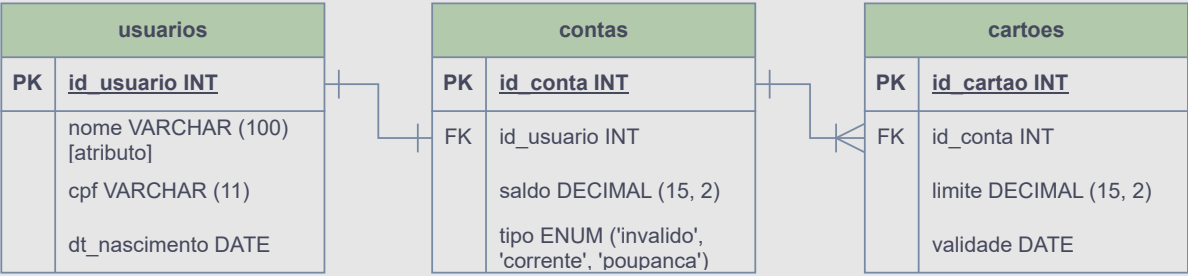 usuarios
PK id_usuario INT
nome VARCHAR (100)
[atributo]
cpf VARCHAR (11)
dt_nascimento DATE
contas
PK id_conta INT
FK id_usuario INT
saldo DECIMAL (15, 2)
tipo ENUM ('invalido',
'corrente', 'poupanca')
cartoes
PK id_cartao INT
FK id_conta INT
limite DECIMAL (15, 2)
validade DATE